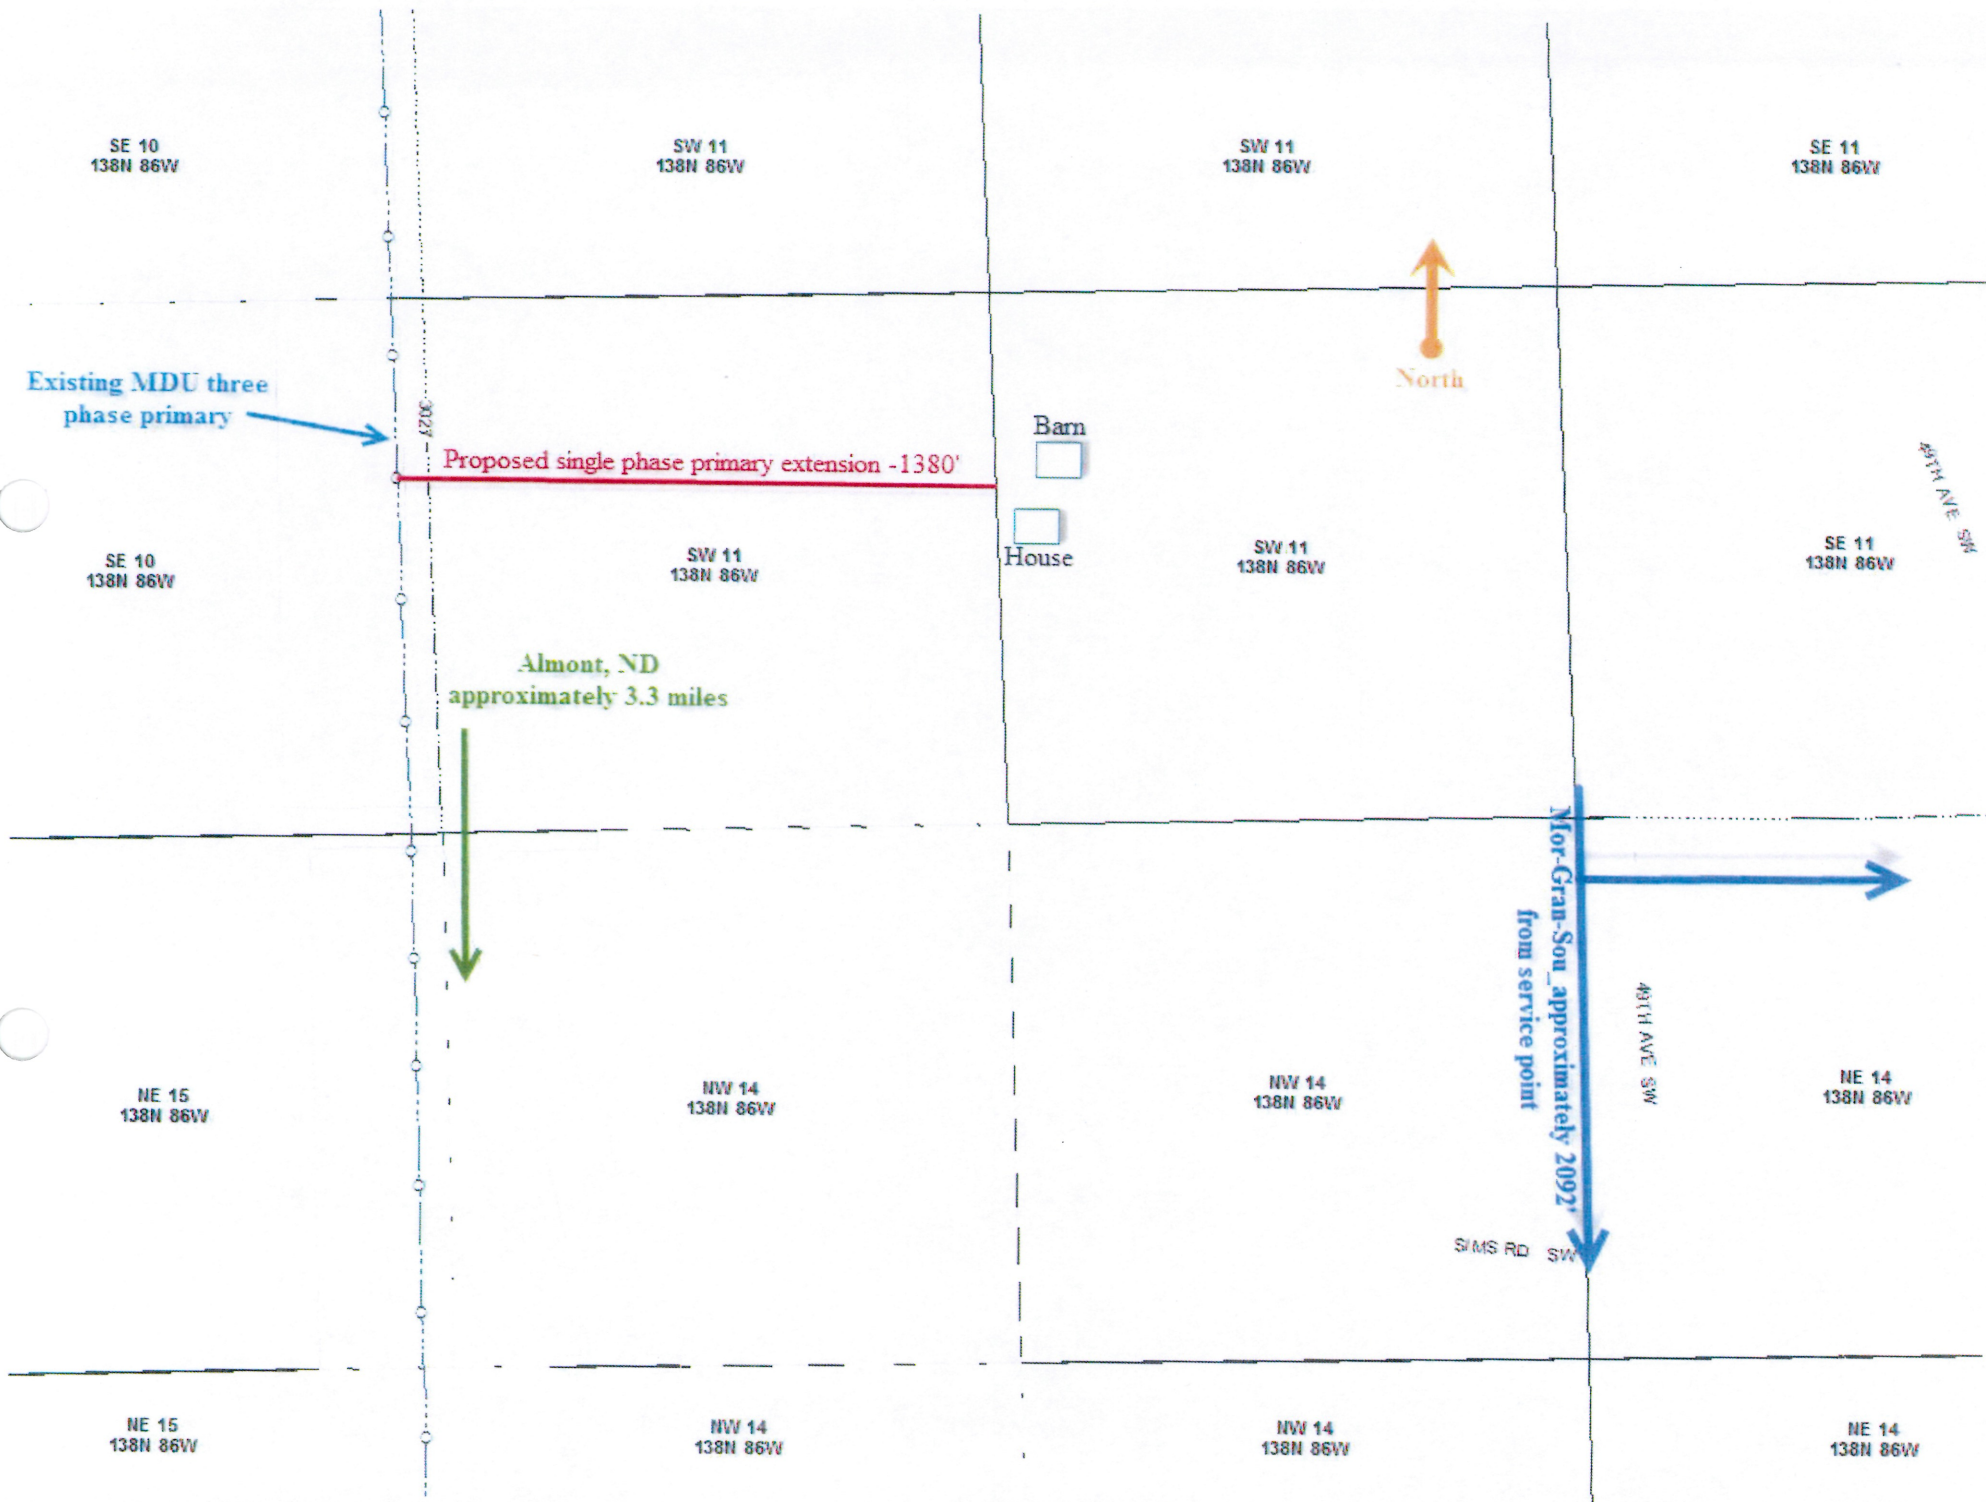 SE 10
138N 86W
SW 11
138N 86W
SW 11
138N 86W
SE 11
138N 86W
North
Existing MDU three
phase primary
3027
Proposed single phase primary extension -1380'
Barn
House
49TH AVE SW
SE 10
138N 86W
SW 11
138N 86W
SW 11
138N 86W
SE 11
138N 86W
Almont, ND
approximately 3.3 miles
Mor-Gran-Sou approximately 2092'
from service point
49TH AVE SW
NE 15
138N 86W
NW 14
138N 86W
NW 14
138N 86W
NE 14
138N 86W
SIMS RD SW
NE 15
138N 86W
NW 14
138N 86W
NW 14
138N 86W
NE 14
138N 86W